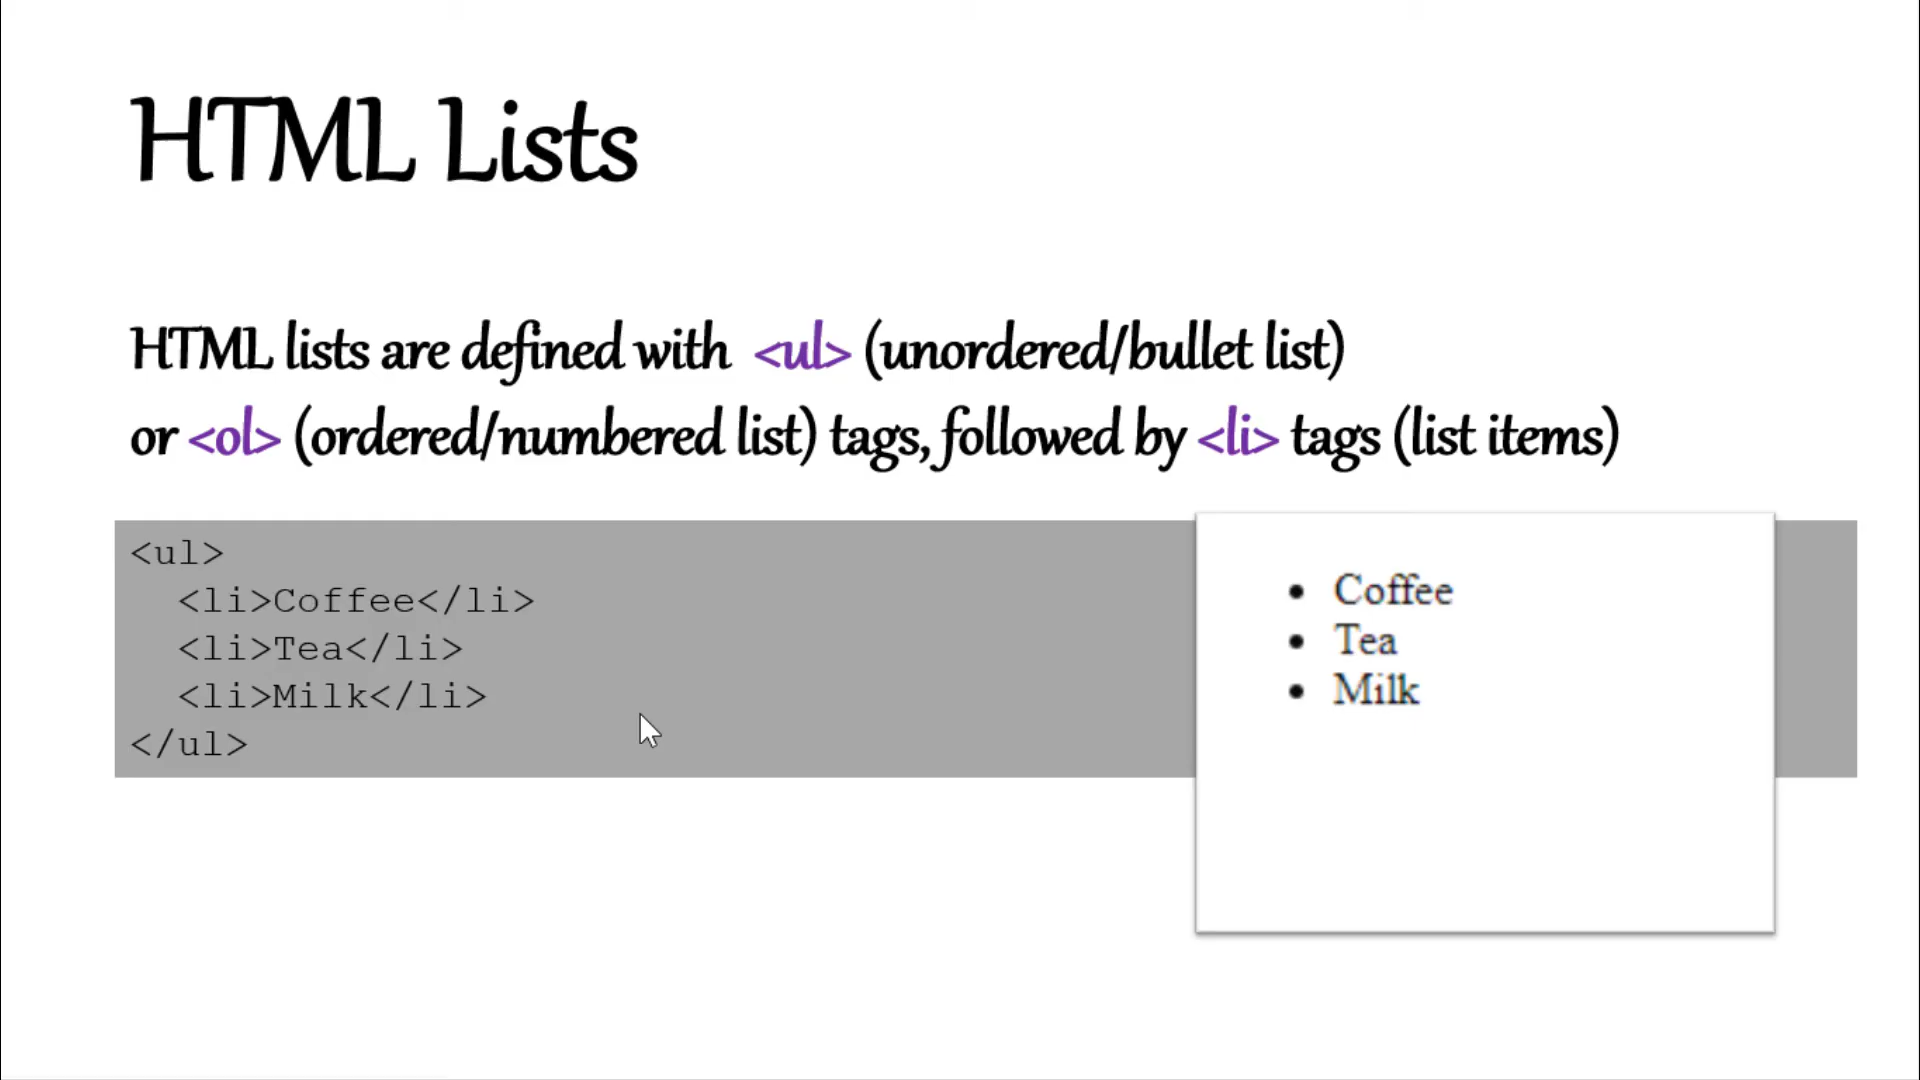 HTML Lists
HTML lists are defined with <ul> (unordered/bullet list)
or <ol> (ordered/numbered list) tags, followed by <li> tags (list items)
<ul>
  <li>Coffee</li>
  <li>Tea</li>
  <li>Milk</li>
</ul>
• Coffee
• Tea
• Milk